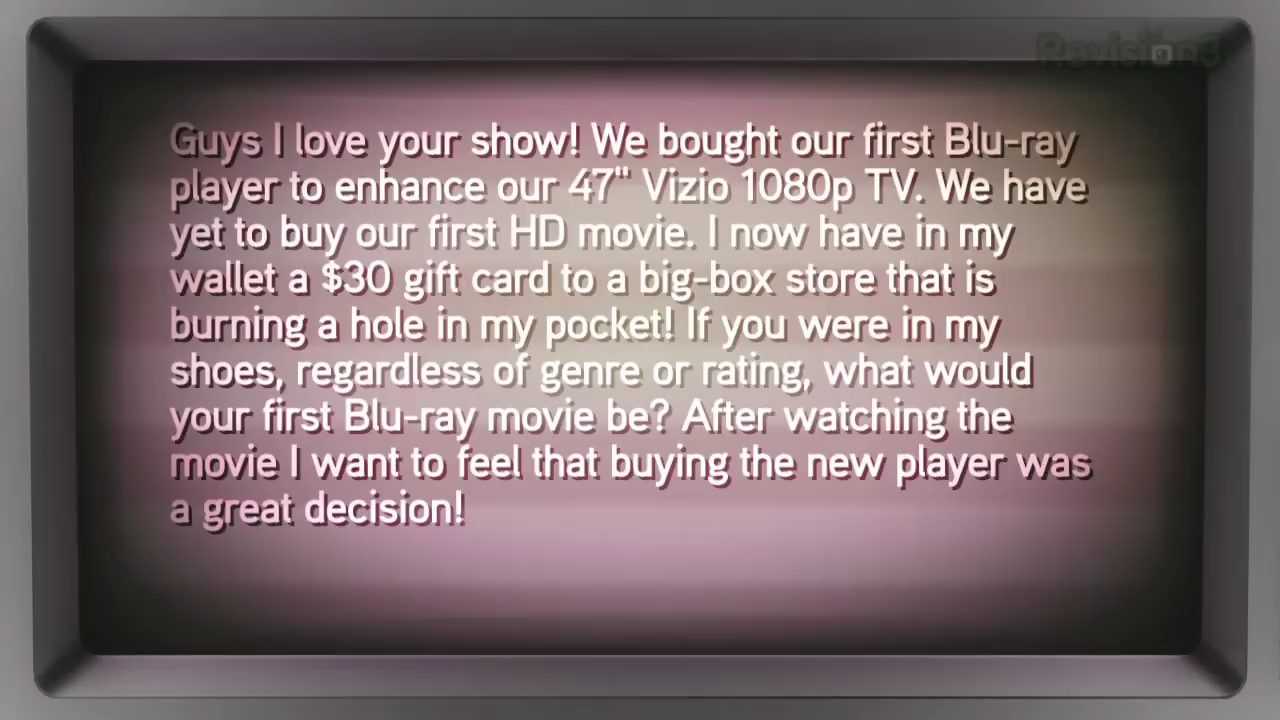 Revision3
Guys I love your show! We bought our first Blu-ray
player to enhance our 47" Vizio 1080p TV. We have
yet to buy our first HD movie. I now have in my
wallet a $30 gift card to a big-box store that is
burning a hole in my pocket! If you were in my
shoes, regardless of genre or rating, what would
your first Blu-ray movie be? After watching the
movie I want to feel that buying the new player was
a great decision!